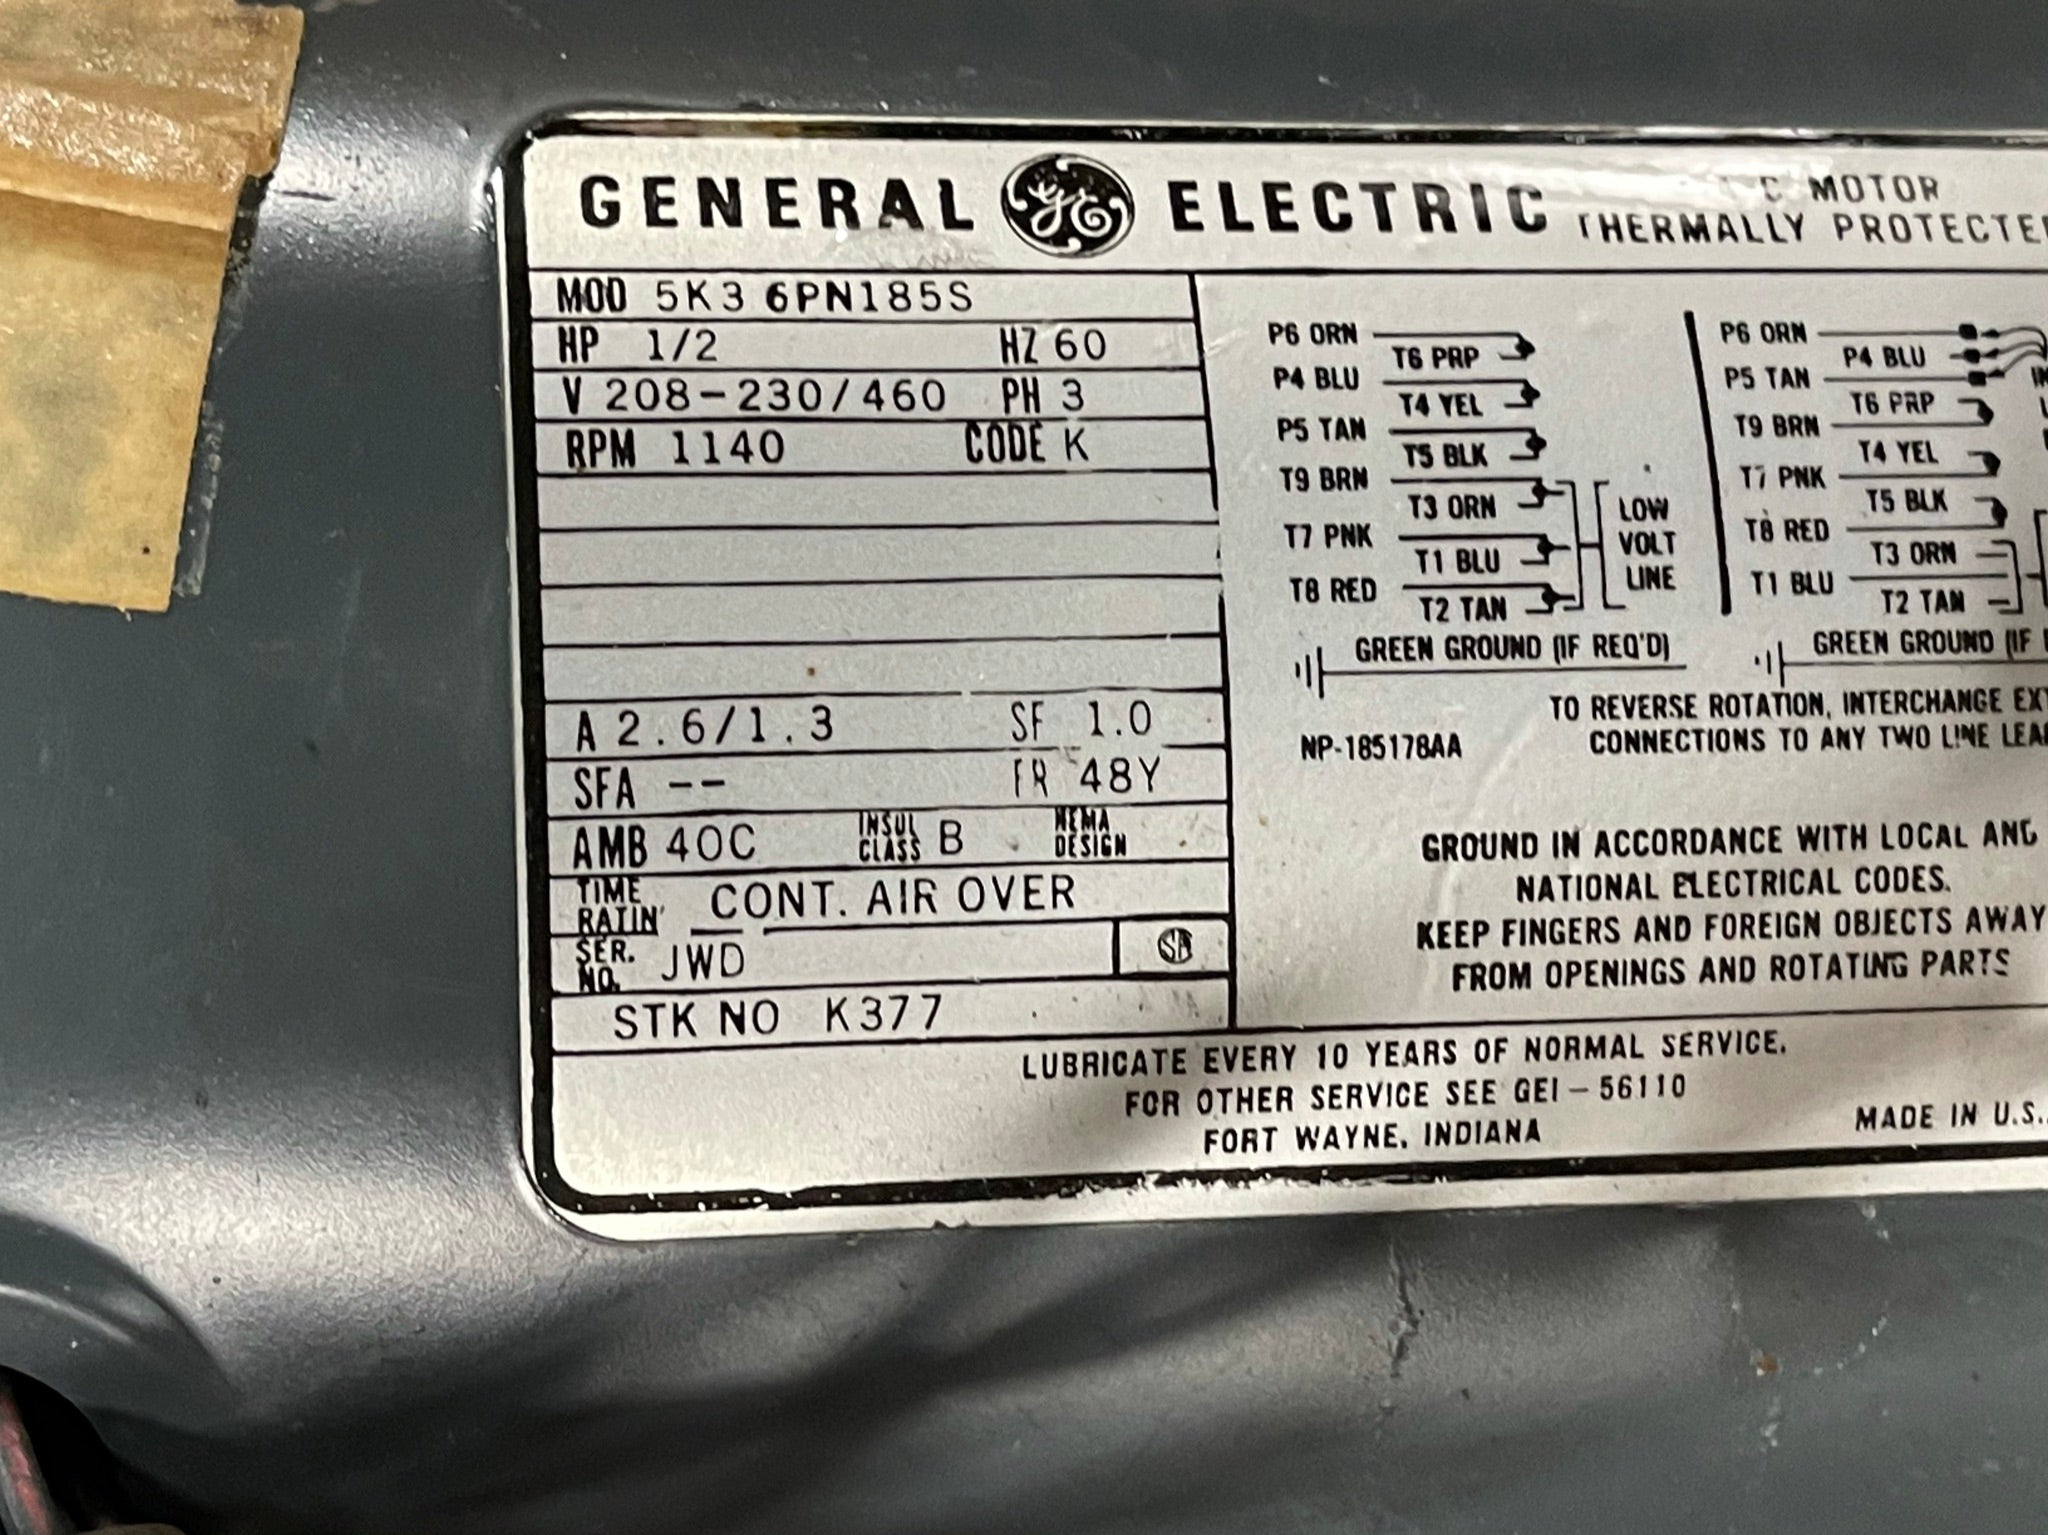 GENERAL GE ELECTRIC
C MOTOR
THERMALLY PROTECTED
MOD 5K3 6PN185S
HP 1/2 HZ 60
V 208-230/460 PH 3
RPM 1140 CODE K
A 2.6/1.3 SF 1.0
SFA -- FR 48Y
AMB 40C INSUL CLASS B NEMA DESIGN
TIME RATIN CONT. AIR OVER
SER. NO. JWD SA
STK NO K377
P6 ORN
T6 PRP
P4 BLU
T4 YEL
P5 TAN
T5 BLK
T9 BRN
T3 ORN
T7 PNK
T1 BLU
T8 RED
T2 TAN
LOW
VOLT
LINE
GREEN GROUND (IF REQ'D)
P6 ORN
P4 BLU
P5 TAN
T6 PRP
T9 BRN
T4 YEL
T7 PNK
T5 BLK
T8 RED
T3 ORN
T1 BLU
T2 TAN
GREEN GROUND (IF
TO REVERSE ROTATION, INTERCHANGE EXT
NP-185178AA CONNECTIONS TO ANY TWO LINE LEA
GROUND IN ACCORDANCE WITH LOCAL AND
NATIONAL ELECTRICAL CODES.
KEEP FINGERS AND FOREIGN OBJECTS AWAY
FROM OPENINGS AND ROTATING PARTS
LUBRICATE EVERY 10 YEARS OF NORMAL SERVICE.
FOR OTHER SERVICE SEE GEI-56110
FORT WAYNE, INDIANA
MADE IN U.S.